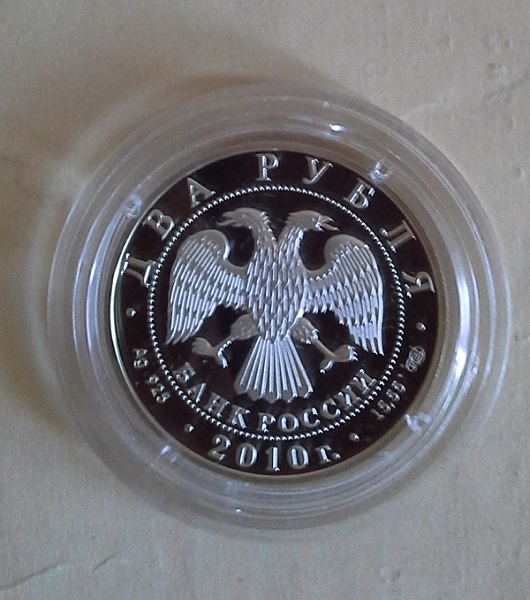 ДВА РУБЛЯ
БАНК РОССИИ
Ag 925
• 2010 г. •
15,55